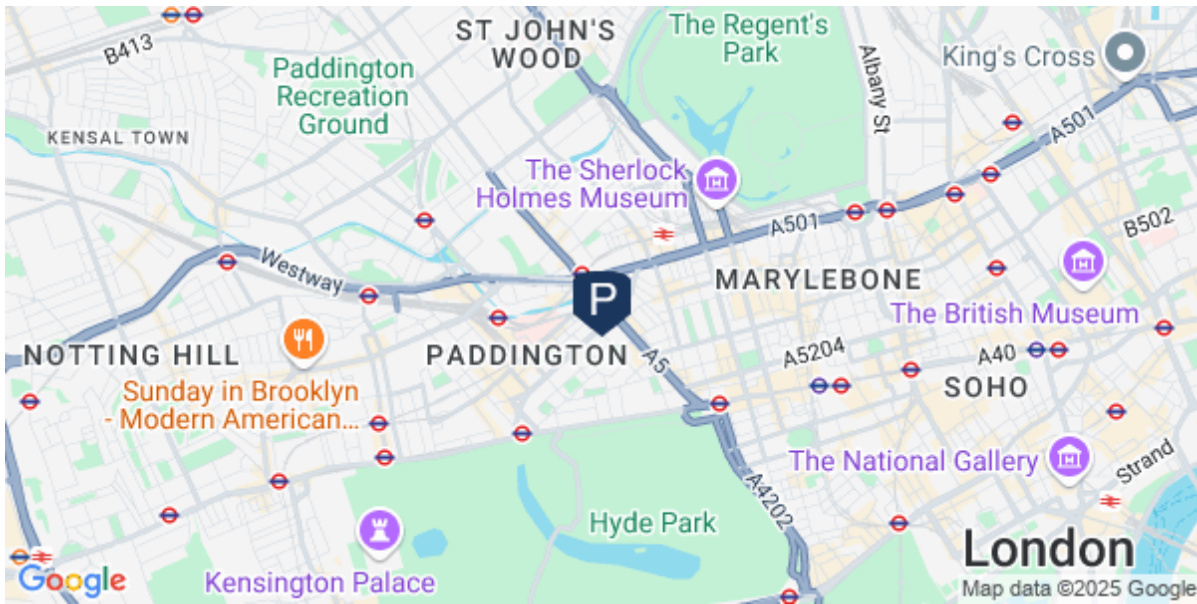 ST JOHN'S
WOOD
The Regent's
Park
B413
Paddington
Recreation
Ground
Albany St
King's Cross
KENSAL TOWN
A501
The Sherlock
Holmes Museum
A501
B502
Westway
P
MARYLEBONE
The British Museum
NOTTING HILL
PADDINGTON
A5
A5204
A40
SOHO
Sunday in Brooklyn
- Modern American...
The National Gallery
Strand
A4202
Hyde Park
Kensington Palace
London
Google
Map data ©2025 Google